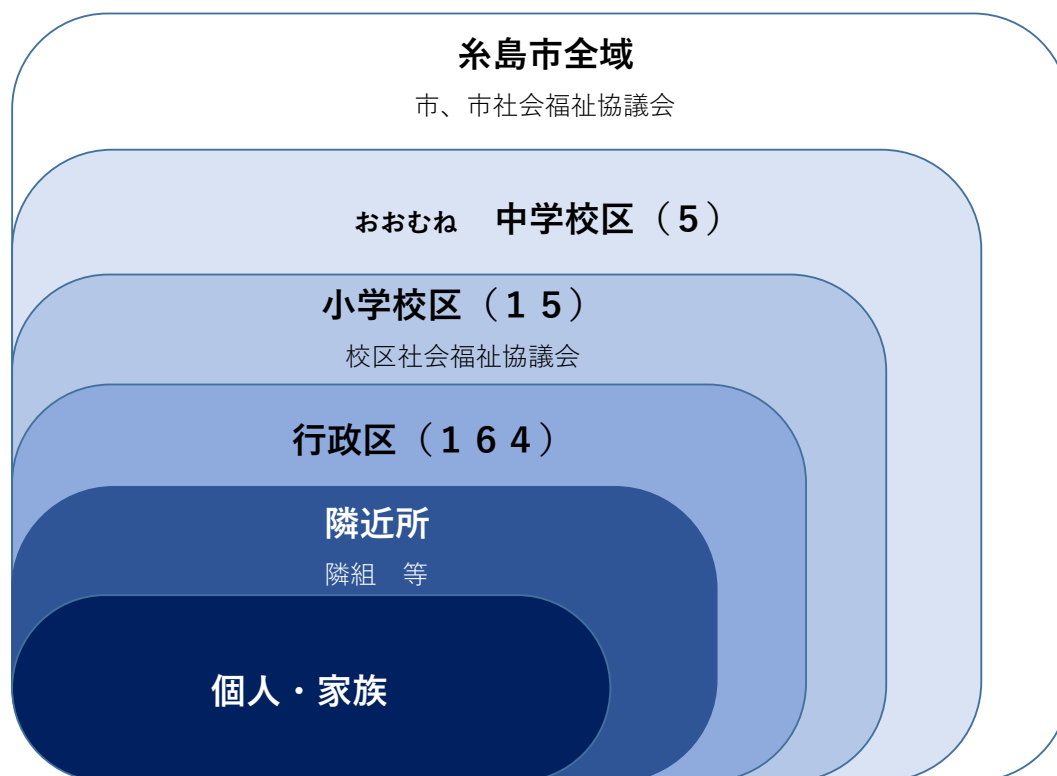 糸島市全域
市、市社会福祉協議会
おおむね　中学校区（５）
小学校区（１５）
校区社会福祉協議会
行政区（１６４）
隣近所
隣組　等
個人・家族